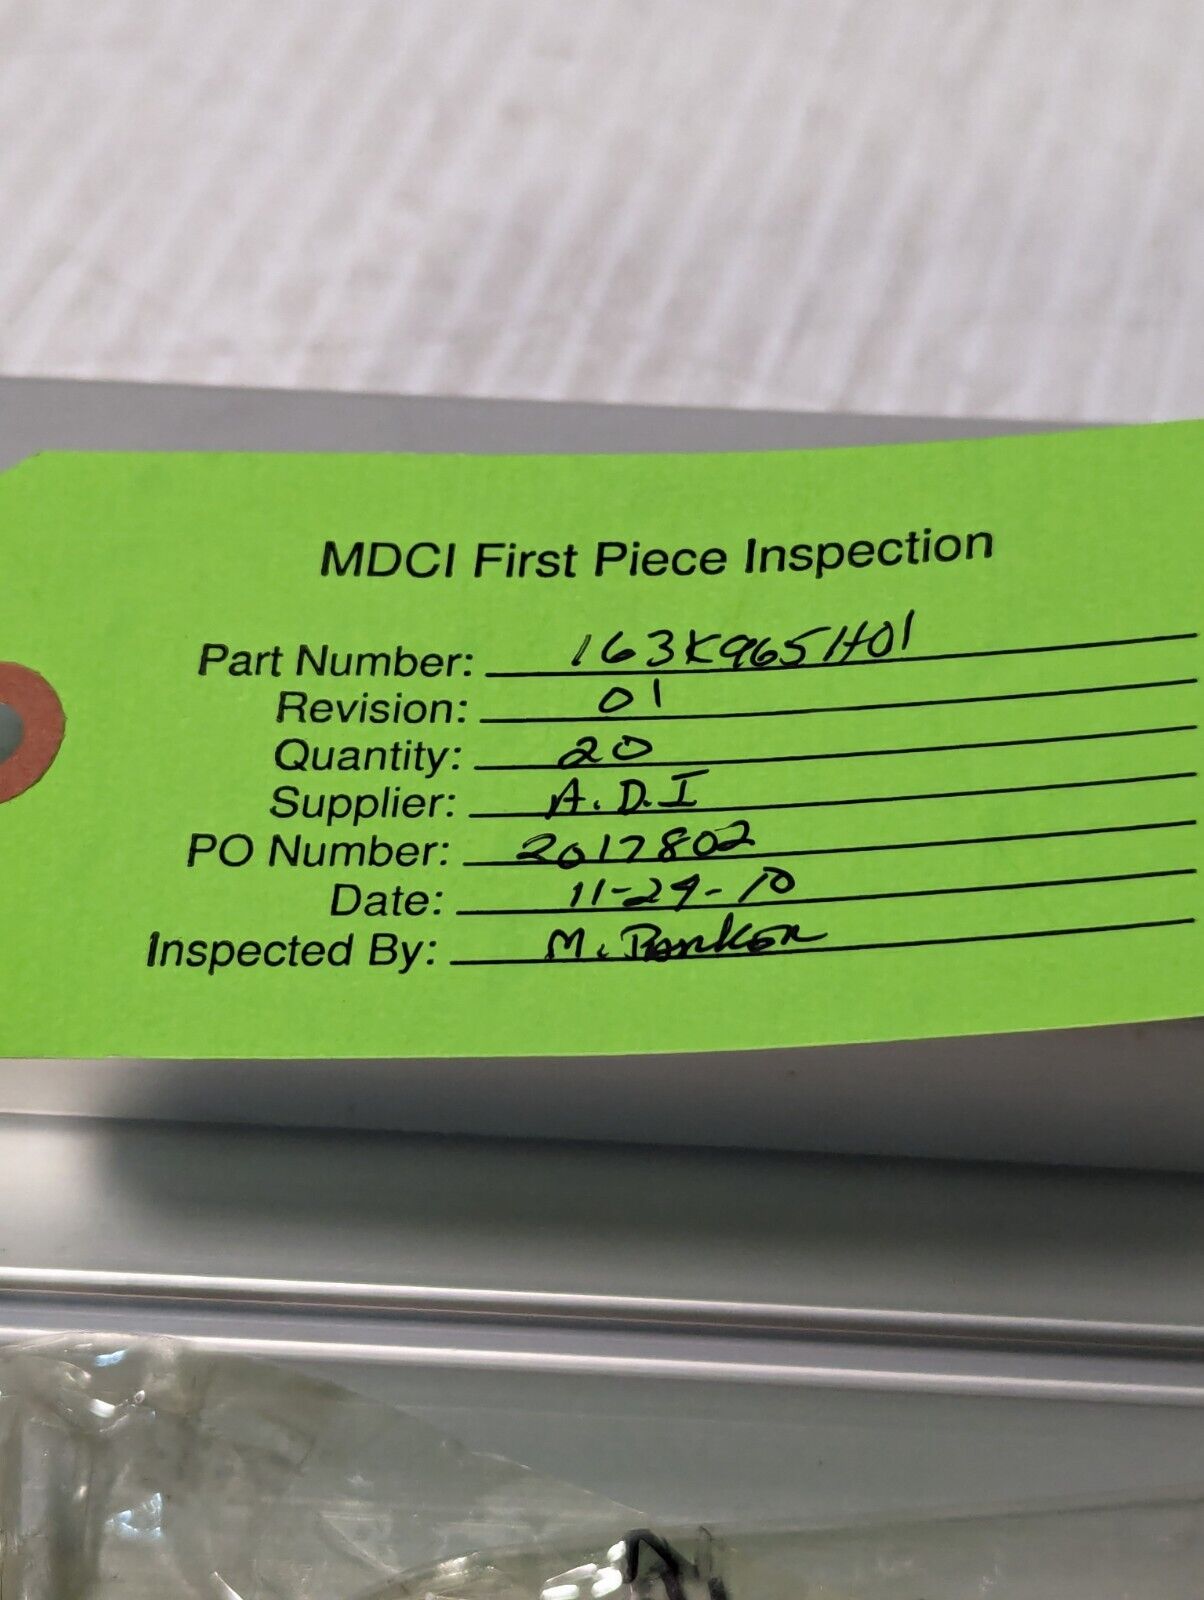 MDCI First Piece Inspection
Part Number: 163K965H01
Revision: 01
Quantity: 20
Supplier: A.D.I
PO Number: 2017802
Date: 11-29-10
Inspected By: M. Parker